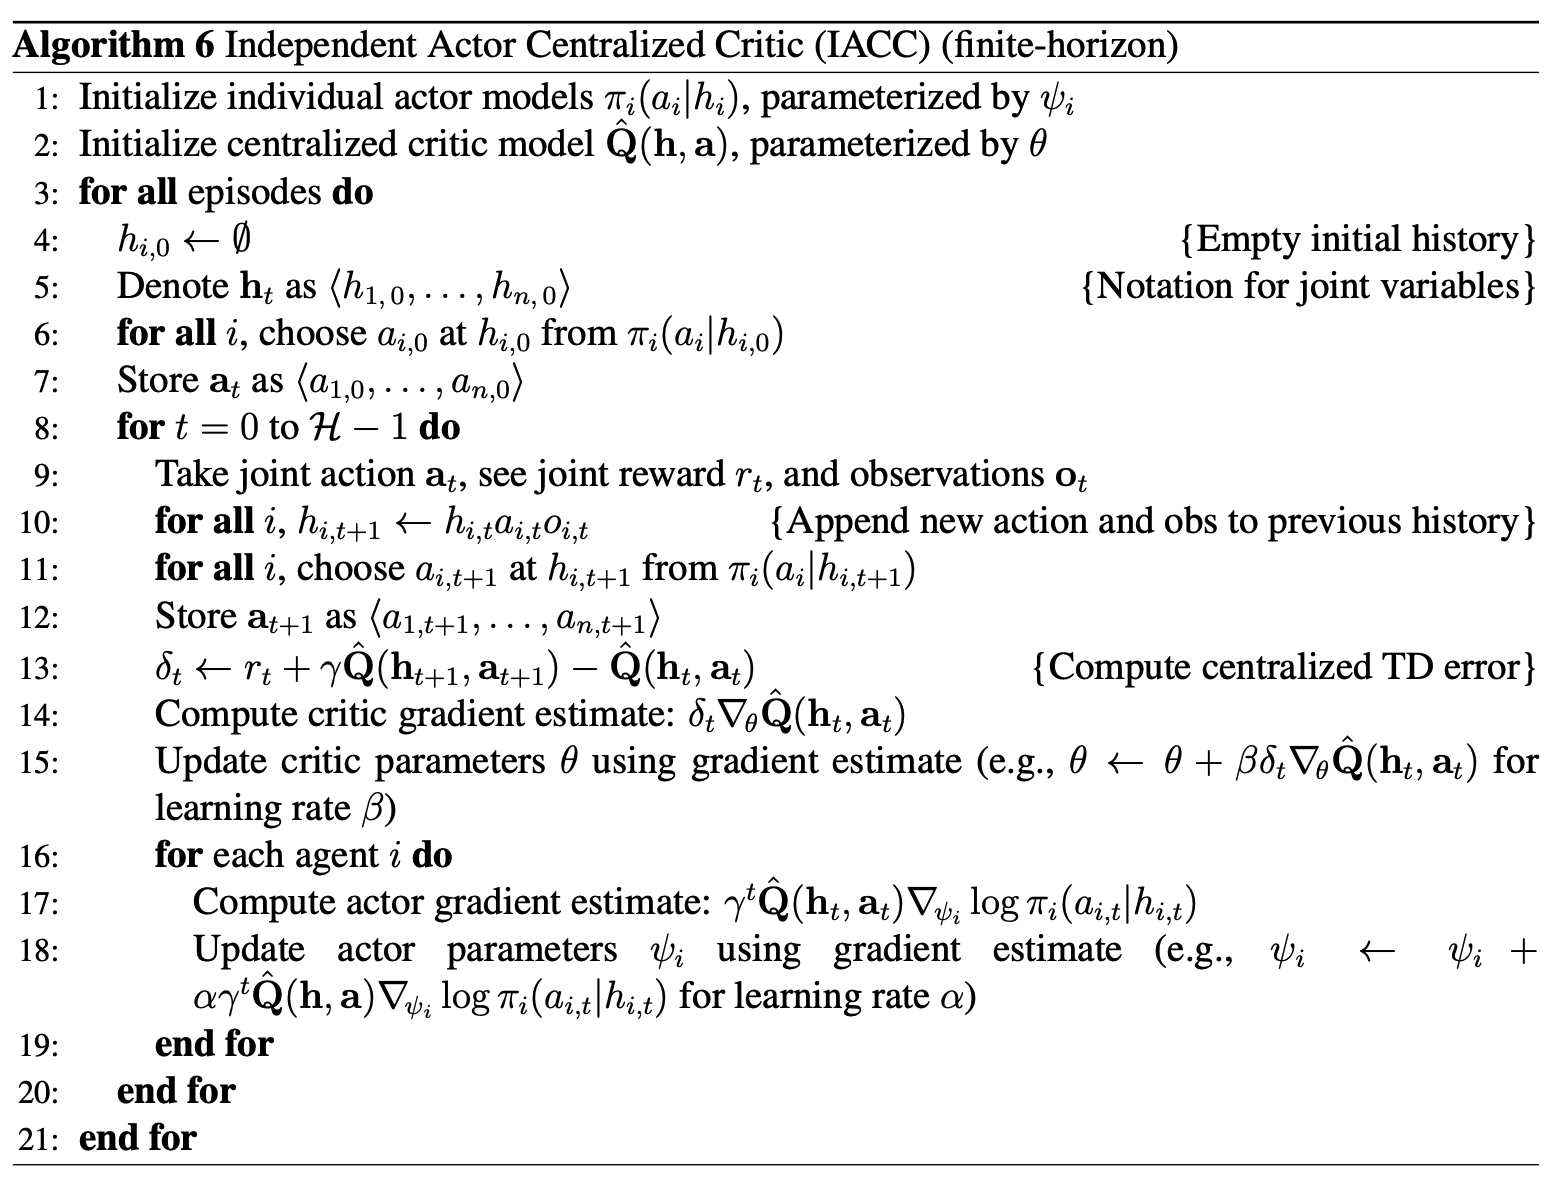 Algorithm 6 Independent Actor Centralized Critic (IACC) (finite-horizon)
1: Initialize individual actor models π_i(a_i|h_i), parameterized by ψ_i
2: Initialize centralized critic model Q̂(h, a), parameterized by θ
3: for all episodes do
4: h_{i,0} ← ∅ {Empty initial history}
5: Denote h_t as ⟨h_{1,0}, . . . , h_{n,0}⟩ {Notation for joint variables}
6: for all i, choose a_{i,0} at h_{i,0} from π_i(a_i|h_{i,0})
7: Store a_t as ⟨a_{1,0}, . . . , a_{n,0}⟩
8: for t = 0 to ℋ − 1 do
9: Take joint action a_t, see joint reward r_t, and observations o_t
10: for all i, h_{i,t+1} ← h_{i,t}a_{i,t}o_{i,t} {Append new action and obs to previous history}
11: for all i, choose a_{i,t+1} at h_{i,t+1} from π_i(a_i|h_{i,t+1})
12: Store a_{t+1} as ⟨a_{1,t+1}, . . . , a_{n,t+1}⟩
13: δ_t ← r_t + γQ̂(h_{t+1}, a_{t+1}) − Q̂(h_t, a_t) {Compute centralized TD error}
14: Compute critic gradient estimate: δ_t∇_θQ̂(h_t, a_t)
15: Update critic parameters θ using gradient estimate (e.g., θ ← θ + βδ_t∇_θQ̂(h_t, a_t) for
learning rate β)
16: for each agent i do
17: Compute actor gradient estimate: γ^tQ̂(h_t, a_t)∇_{ψ_i} log π_i(a_{i,t}|h_{i,t})
18: Update actor parameters ψ_i using gradient estimate (e.g., ψ_i ← ψ_i +
αγ^tQ̂(h, a)∇_{ψ_i} log π_i(a_{i,t}|h_{i,t}) for learning rate α)
19: end for
20: end for
21: end for